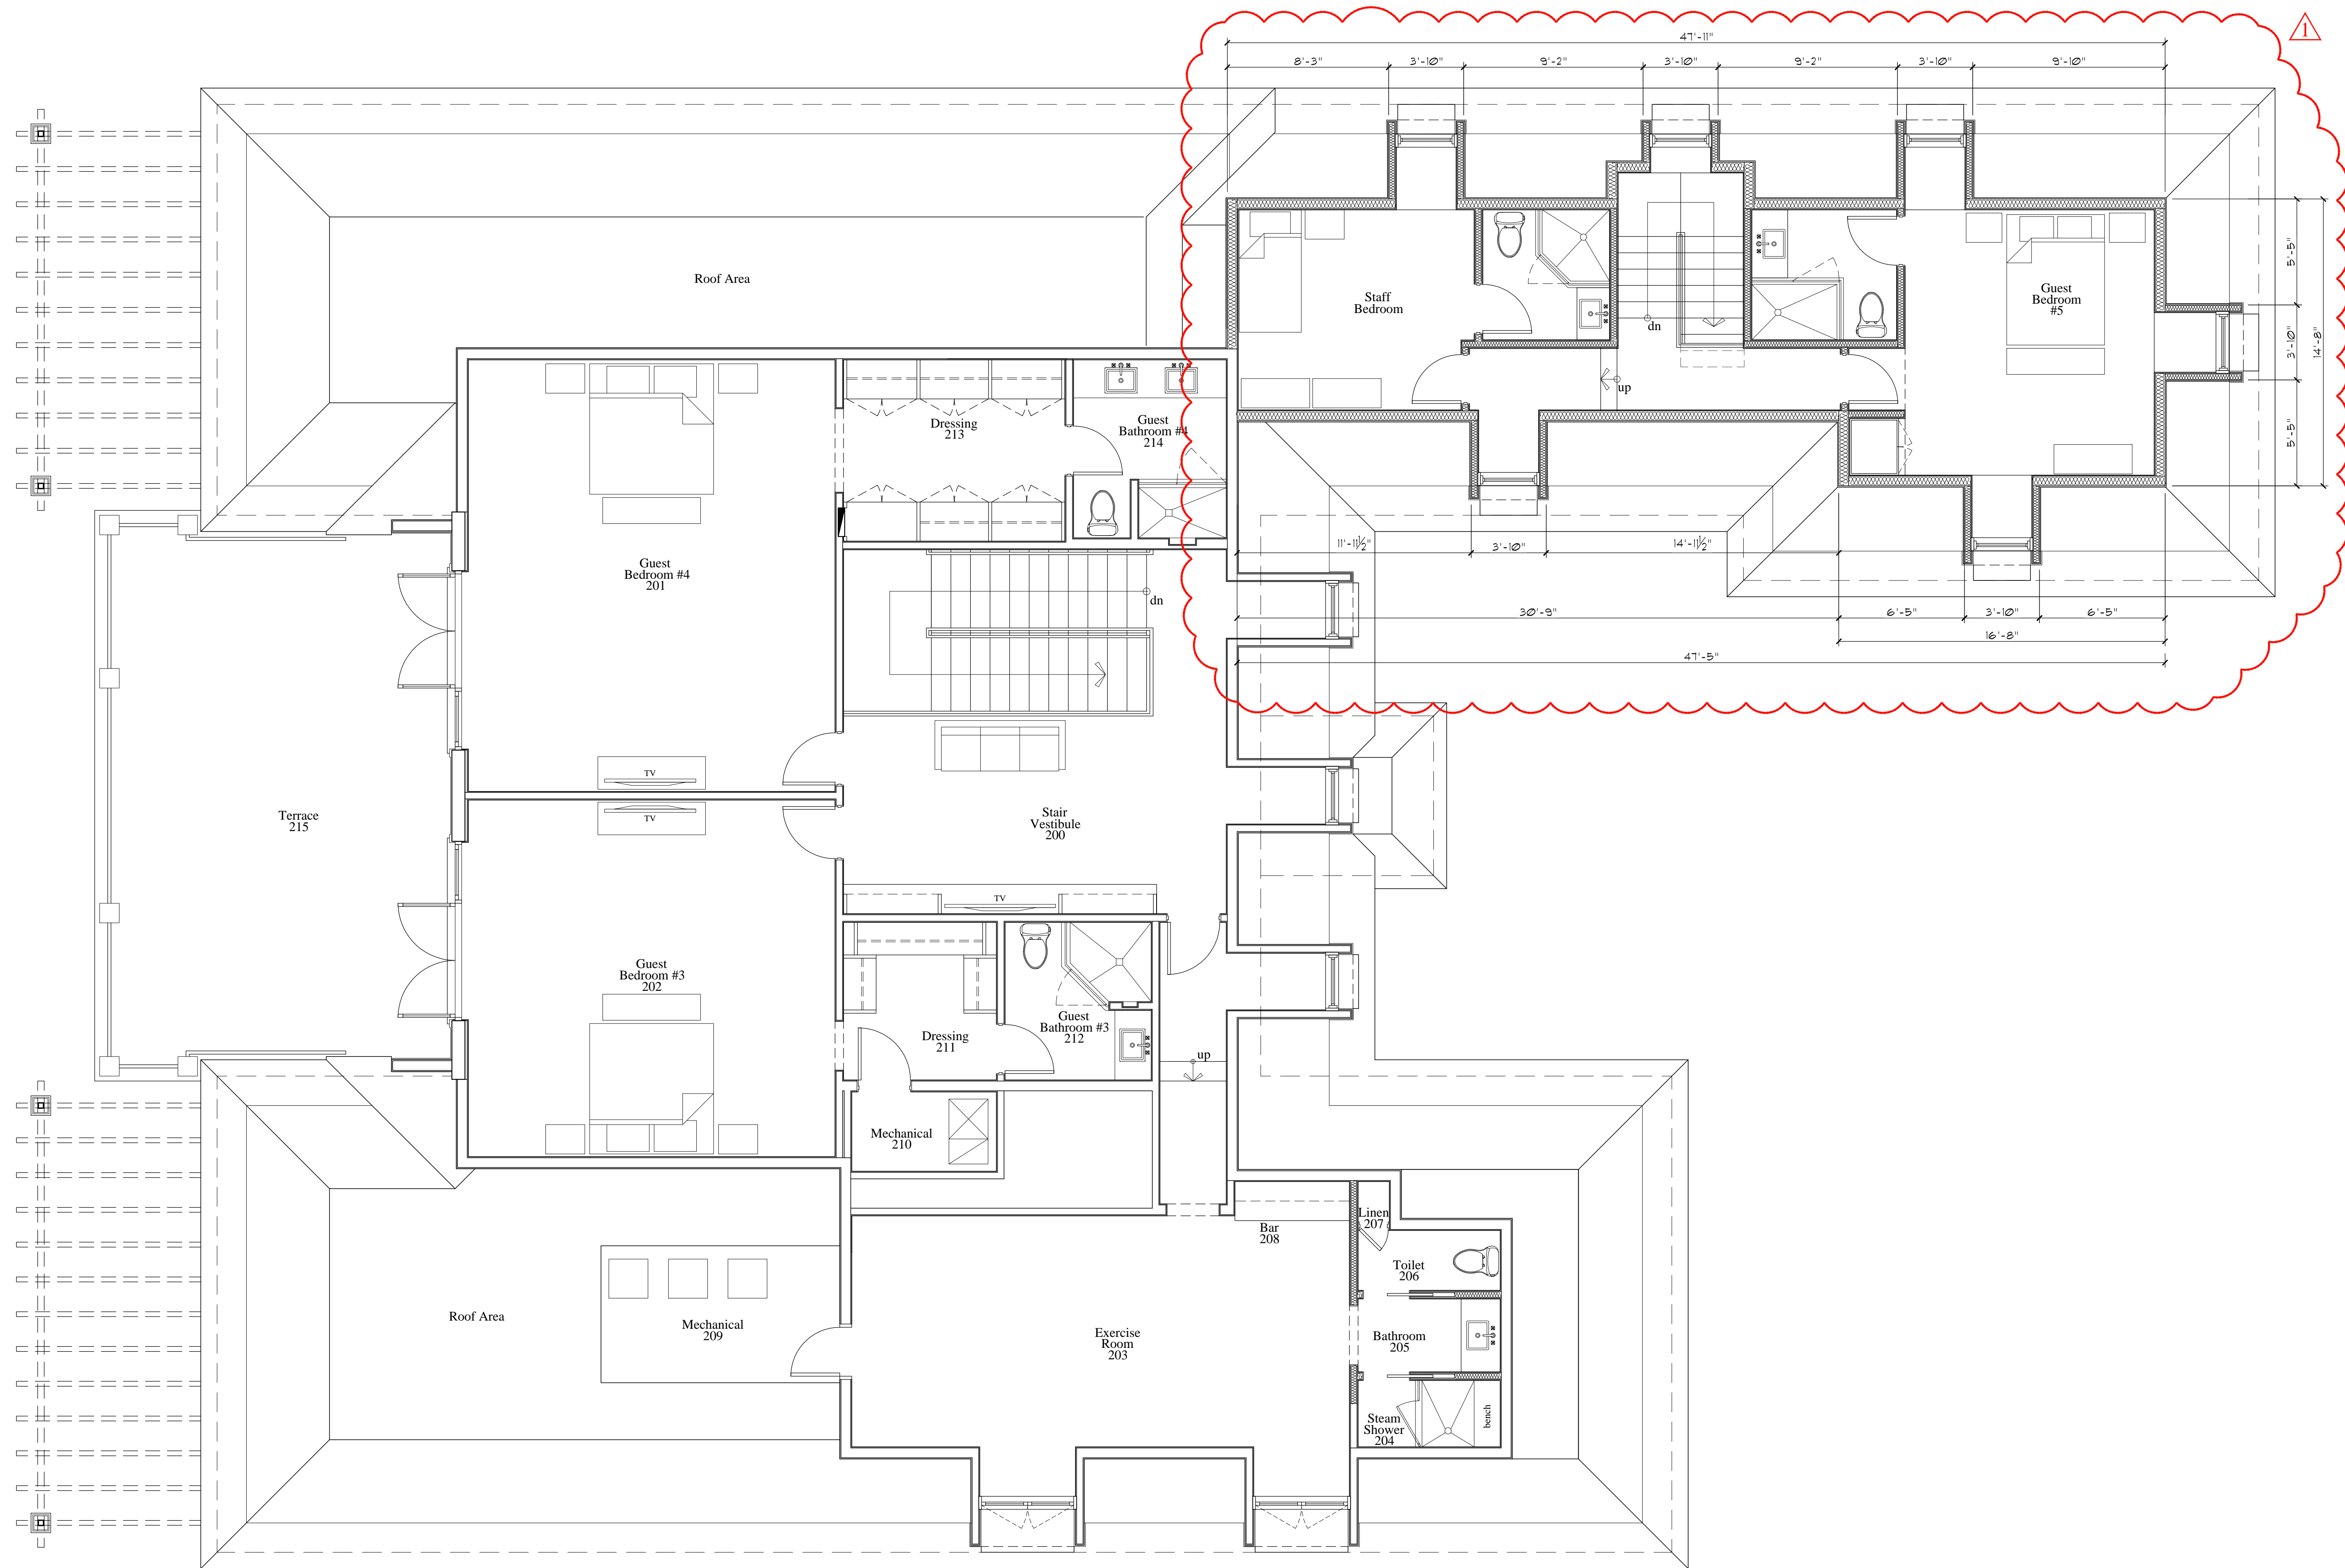 1
47'-11"
8'-3"
3'-10"
9'-2"
3'-10"
9'-2"
3'-10"
9'-10"
Roof Area
Staff
Bedroom
dn
up
Guest
Bedroom
#5
5'-5"
3'-10"
5'-5"
14'-8"
Dressing
213
Guest
Bathroom #4
214
11'-11½"
3'-10"
14'-11½"
30'-9"
6'-5"
3'-10"
6'-5"
16'-8"
47'-5"
Guest
Bedroom #4
201
dn
TV
TV
Terrace
215
Stair
Vestibule
200
TV
Guest
Bedroom #3
202
Dressing
211
Guest
Bathroom #3
212
up
Mechanical
210
Linen
207
Bar
208
Toilet
206
Roof Area
Mechanical
209
Exercise
Room
203
Bathroom
205
Steam
Shower
204
bench